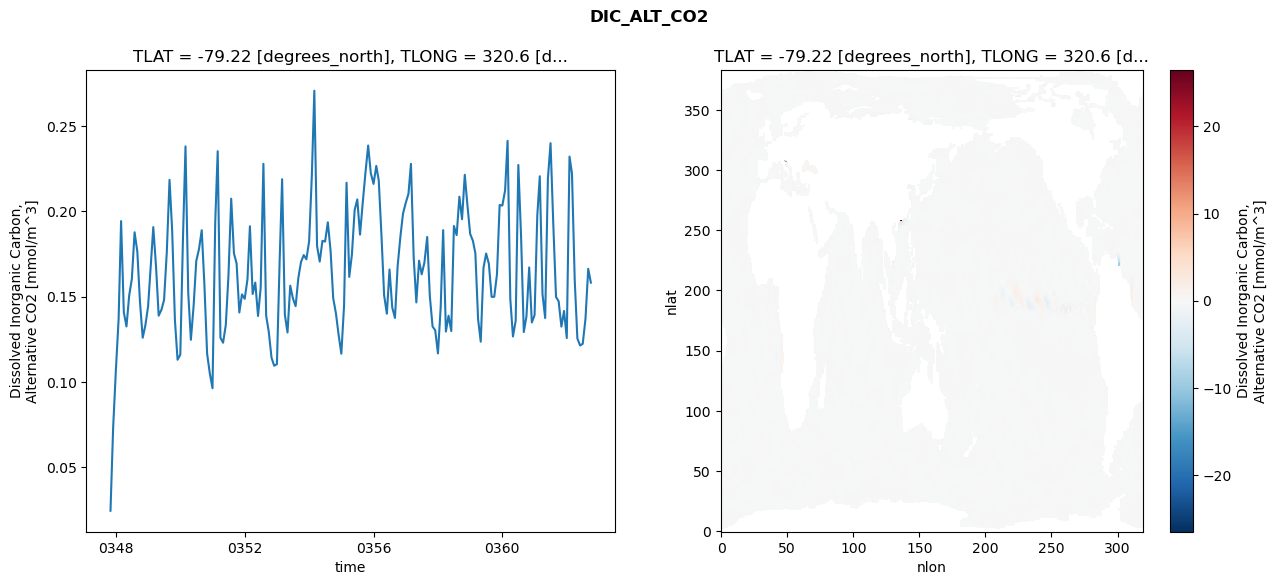 DIC_ALT_CO2
TLAT = -79.22 [degrees_north], TLONG = 320.6 [d...
Dissolved Inorganic Carbon,
Alternative CO2 [mmol/m^3]
0.25
0.20
0.15
0.10
0.05
0348
0352
0356
0360
time
TLAT = -79.22 [degrees_north], TLONG = 320.6 [d...
nlat
350
300
250
200
150
100
50
0
0
50
100
150
200
250
300
nlon
20
10
0
−10
−20
Dissolved Inorganic Carbon,
Alternative CO2 [mmol/m^3]